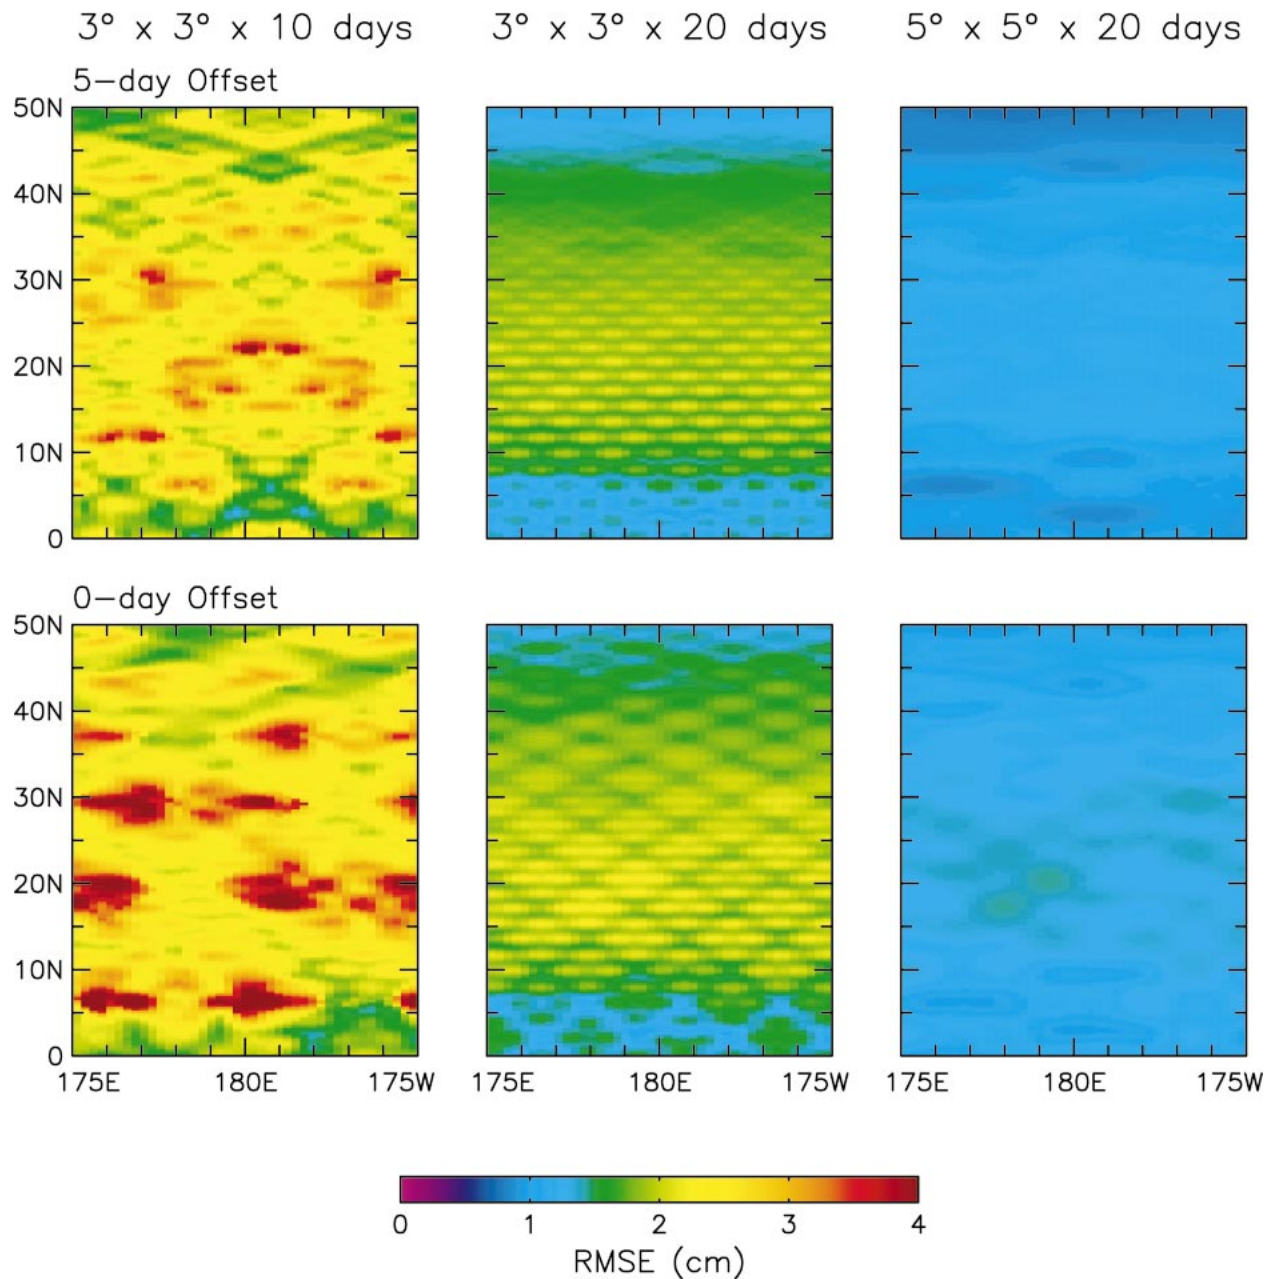 3° x 3° x 10 days 3° x 3° x 20 days 5° x 5° x 20 days
5-day Offset
50N
40N
30N
20N
10N
0
0-day Offset
50N
40N
30N
20N
10N
0
175E 180E 175W 175E 180E 175W 175E 180E 175W
0 1 2 3 4
RMSE (cm)